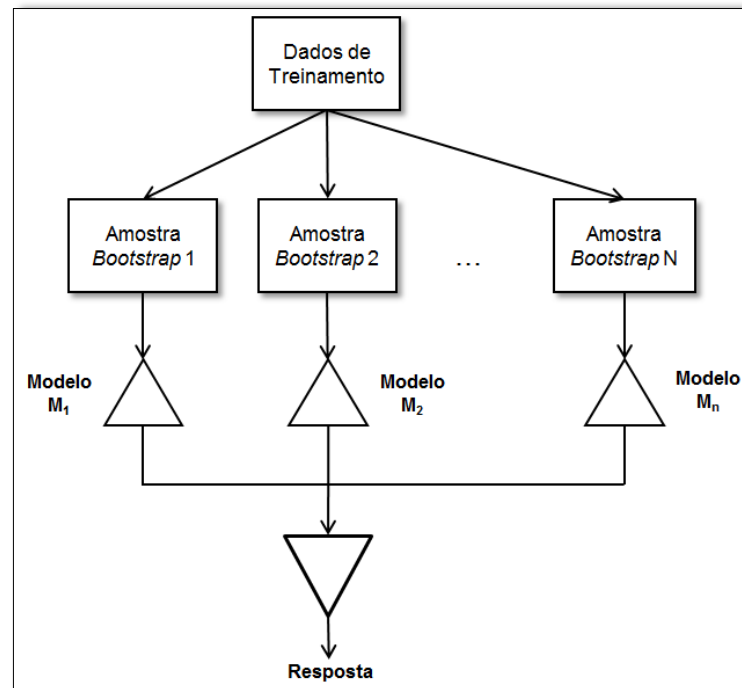 Dados de
Treinamento
Amostra
Bootstrap 1
Amostra
Bootstrap 2
...
Amostra
Bootstrap N
Modelo
M₁
Modelo
M₂
Modelo
Mₙ
Resposta